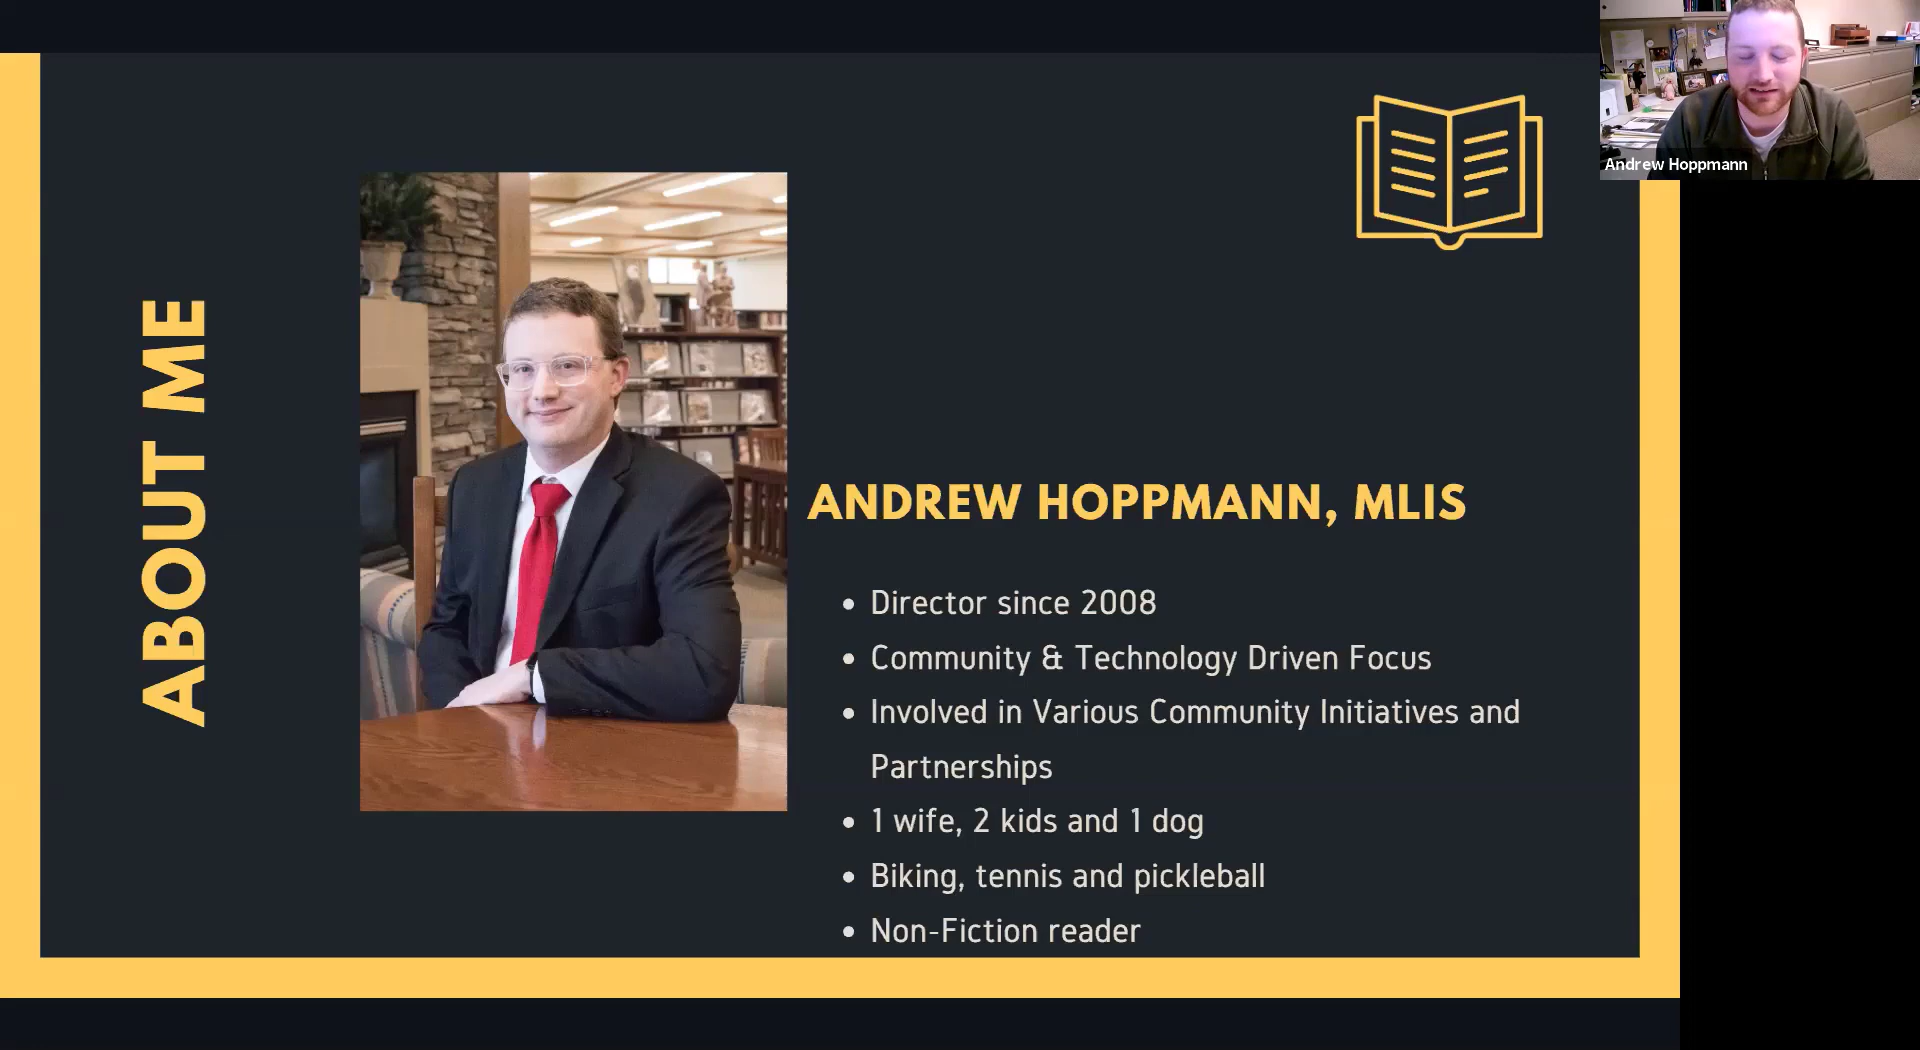 Andrew Hoppmann
ABOUT ME
ANDREW HOPPMANN, MLIS
• Director since 2008
• Community & Technology Driven Focus
• Involved in Various Community Initiatives and
Partnerships
• 1 wife, 2 kids and 1 dog
• Biking, tennis and pickleball
• Non-Fiction reader